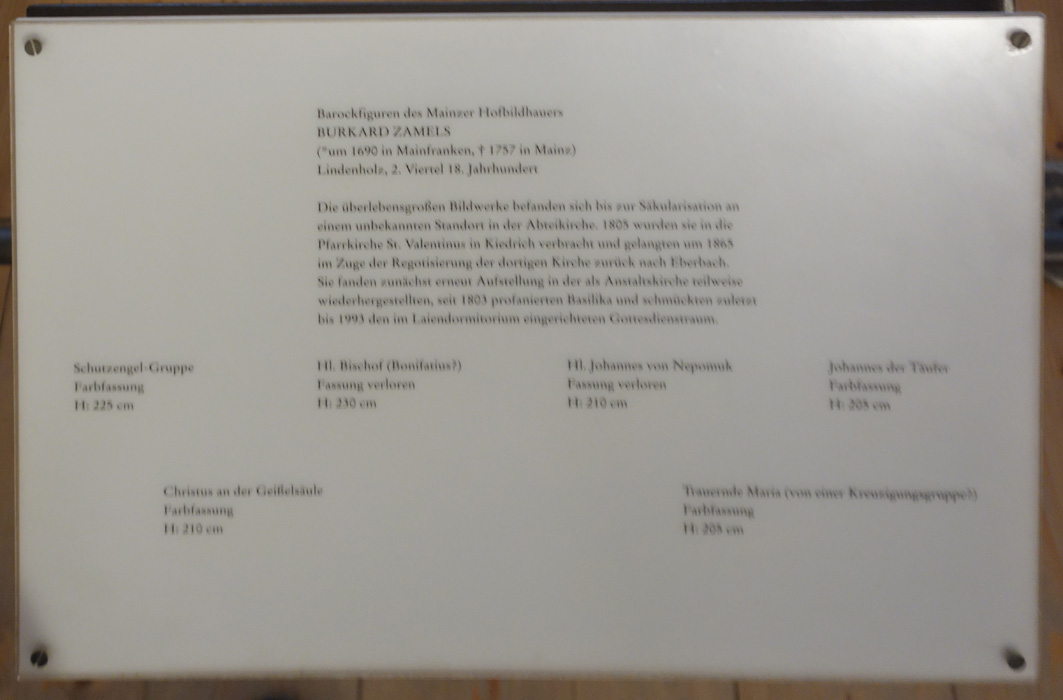 Barockfiguren des Mainzer Hofbildhauers
BURKARD ZAMELS
(*um 1690 in Mainfranken, † 1757 in Mainz)
Lindenholz, 2. Viertel 18. Jahrhundert
Die überlebensgroßen Bildwerke befanden sich bis zur Säkularisation an
einem unbekannten Standort in der Abteikirche. 1805 wurden sie in die
Pfarrkirche St. Valentinus in Kiedrich verbracht und gelangten um 1865
im Zuge der Regotisierung der dortigen Kirche zurück nach Eberbach.
Sie fanden zunächst erneut Aufstellung in der als Anstaltskirche teilweise
wiederhergestellten, seit 1803 profanierten Basilika und schmückten zuletzt
bis 1993 den im Laiendormitorium eingerichteten Gottesdienstraum.
Schutzengel-Gruppe
Farbfassung
H: 225 cm
Hl. Bischof (Bonifatius?)
Fassung verloren
H: 230 cm
Hl. Johannes von Nepomuk
Fassung verloren
H: 210 cm
Johannes der Täufer
Farbfassung
H: 205 cm
Christus an der Geißelsäule
Farbfassung
H: 210 cm
Trauernde Maria (von einer Kreuzigungsgruppe?)
Farbfassung
H: 205 cm